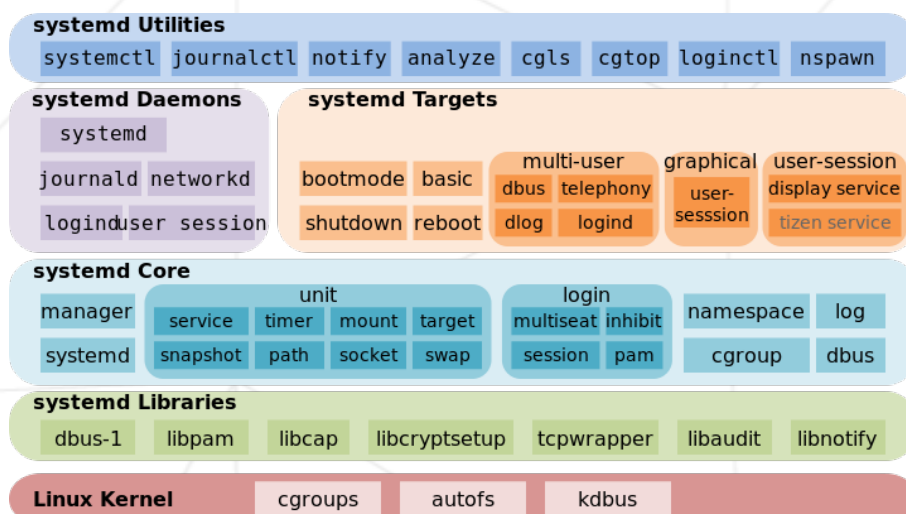 systemd Utilities
systemctl journalctl notify analyze cgls cgtop loginctl nspawn
systemd Daemons
systemd
journald networkd
logind user session
systemd Targets
bootmode basic
shutdown reboot
multi-user
dbus telephony
dlog logind
graphical
user-
sesssion
user-session
display service
tizen service
systemd Core
manager
systemd
unit
service timer mount target
snapshot path socket swap
login
multiseat inhibit
session pam
namespace log
cgroup dbus
systemd Libraries
dbus-1 libpam libcap libcryptsetup tcpwrapper libaudit libnotify
Linux Kernel cgroups autofs kdbus